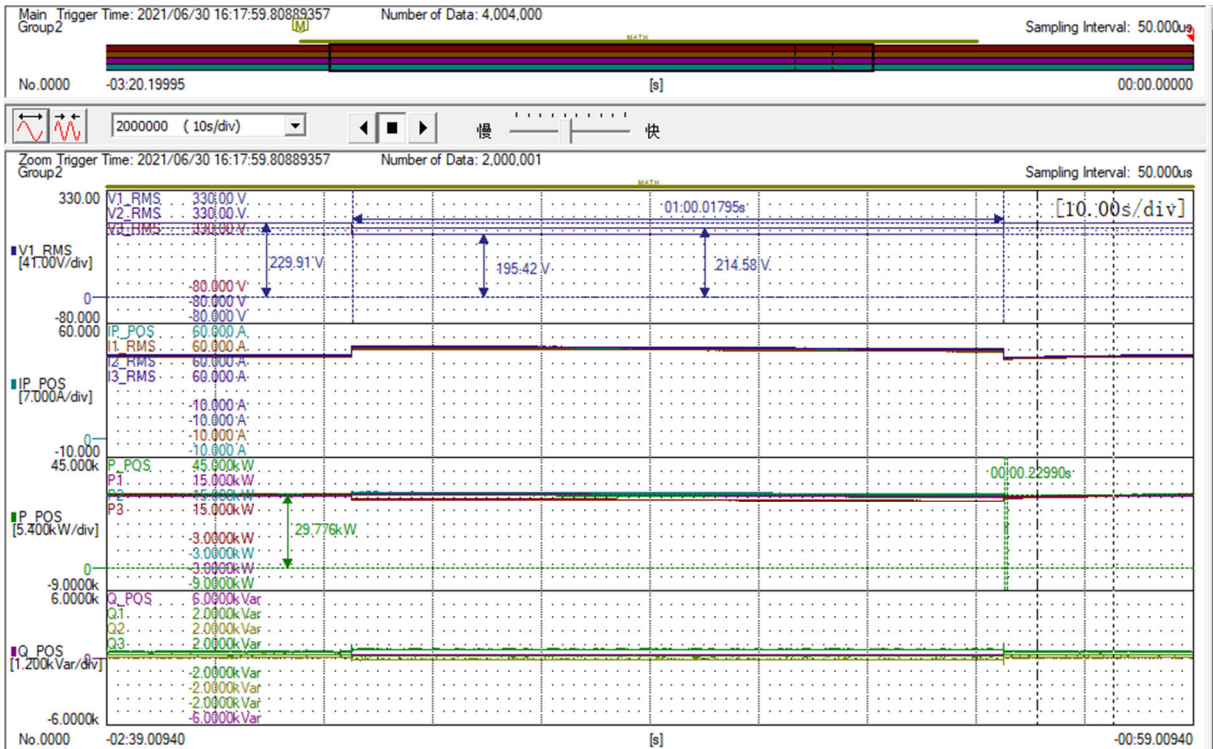 Main Trigger Time: 2021/06/30 16:17:59.80889357 Number of Data: 4,004,000
Group2 Sampling Interval: 50.000us
M
MATH
No.0000 -03:20.19995 [s] 00:00.00000
2000000 ( 10s/div) 慢 快
Zoom Trigger Time: 2021/06/30 16:17:59.80889357 Number of Data: 2,000,001
Group2 Sampling Interval: 50.000us
MATH
330.00 V1_RMS 330.00 V 01:00.01795s [10.00s/div]
V2_RMS 330.00 V
V3_RMS 330.00 V
V1_RMS
[41.00V/div] 229.91 V 195.42 V 214.58 V
-80.000 V
0 -80.000 V
-80.000 -80.000 V
60.000 IP_POS 60.000 A
I1_RMS 60.000 A
I2_RMS 60.000 A
I3_RMS 60.000 A
IP_POS
[7.000A/div]
-10.000 A
-10.000 A
0 -10.000 A
-10.000 -10.000 A
45.000k P_POS 45.000kW
P1 15.000kW 00:00.22990s
P2 15.000kW
P3 15.000kW
P_POS
[5.400kW/div] 29.776kW
-3.0000kW
-3.0000kW
0 -3.0000kW
-9.0000k -9.0000kW
6.0000k Q_POS 6.0000kVar
Q1 2.0000kVar
Q2 2.0000kVar
Q3 2.0000kVar
Q_POS 0
[1.200kVar/div]
-2.0000kVar
-2.0000kVar
-2.0000kVar
-6.0000k -6.0000kVar
No.0000 -02:39.00940 [s] -00:59.00940